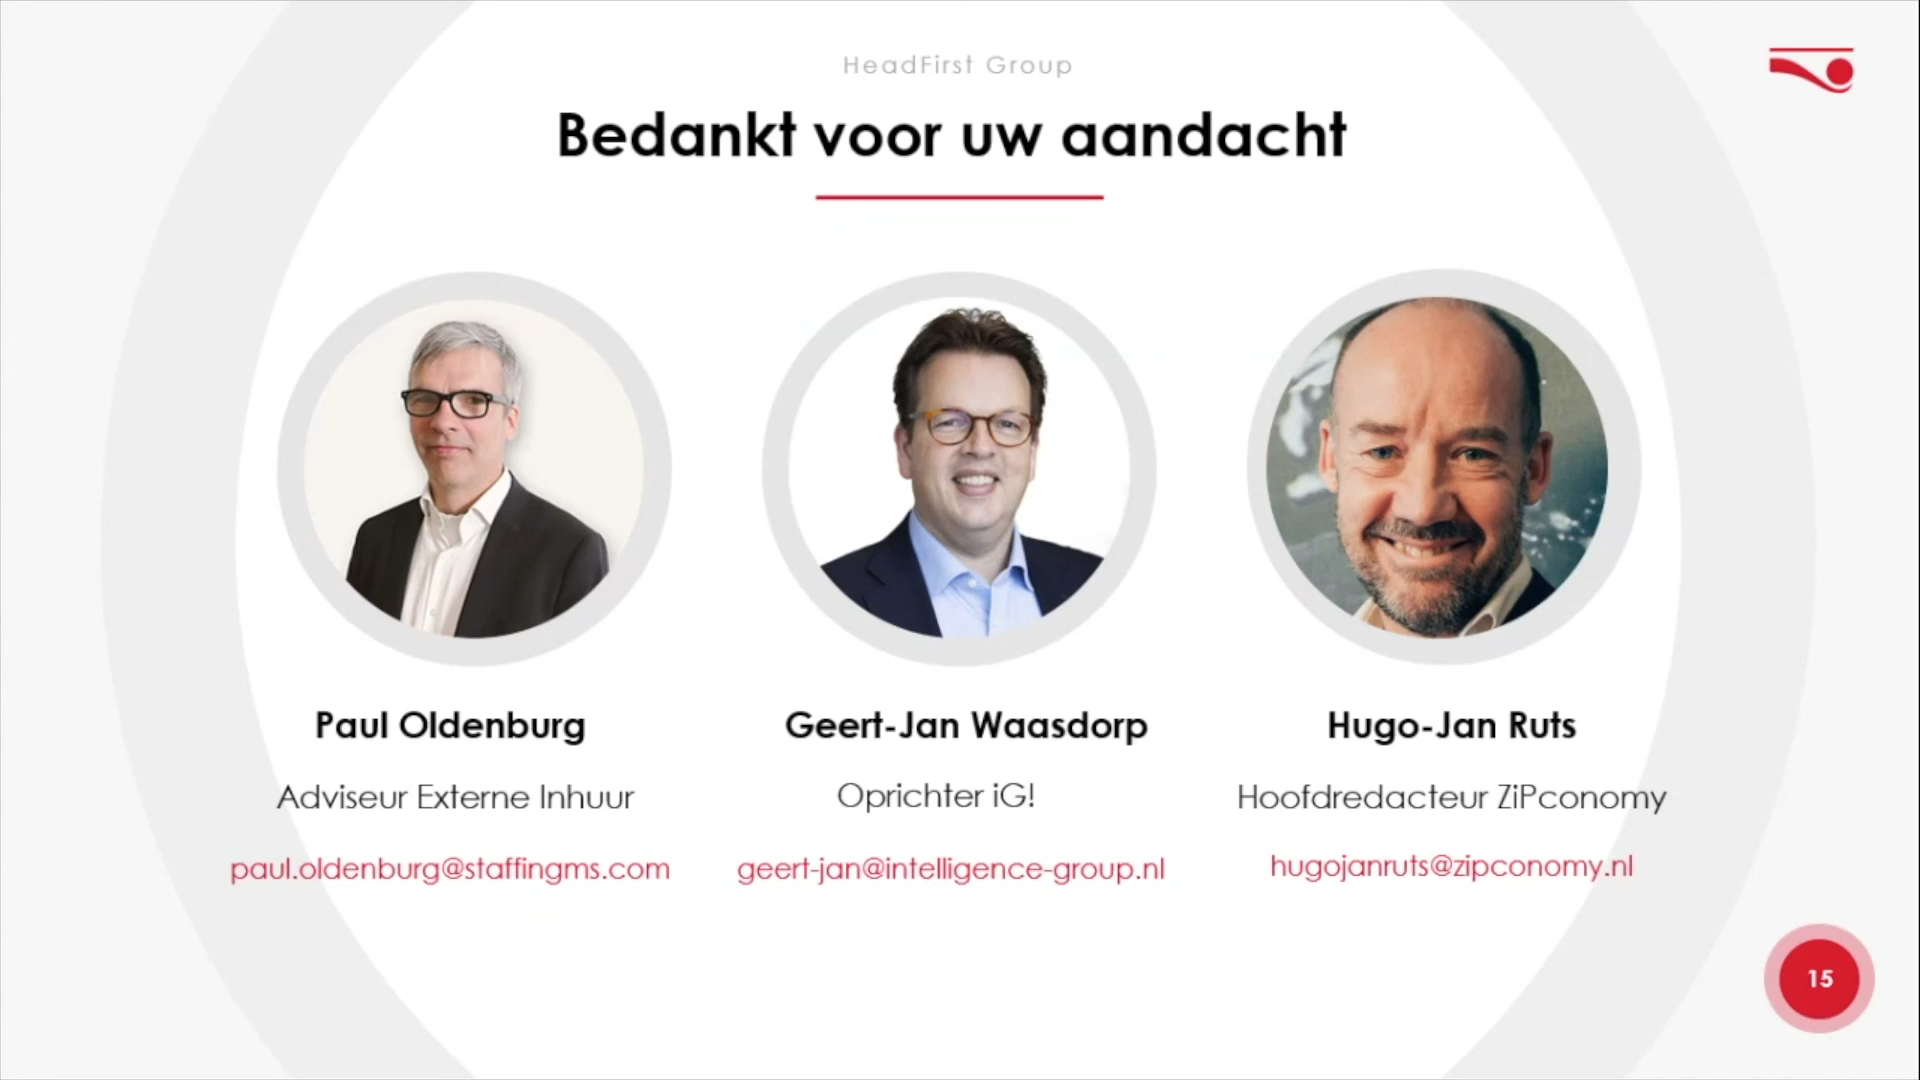 HeadFirst Group
Bedankt voor uw aandacht
Paul Oldenburg
Geert-Jan Waasdorp
Hugo-Jan Ruts
Adviseur Externe Inhuur
Oprichter iG!
Hoofdredacteur ZiPconomy
paul.oldenburg@staffingms.com
geert-jan@intelligence-group.nl
hugojanruts@zipconomy.nl
15